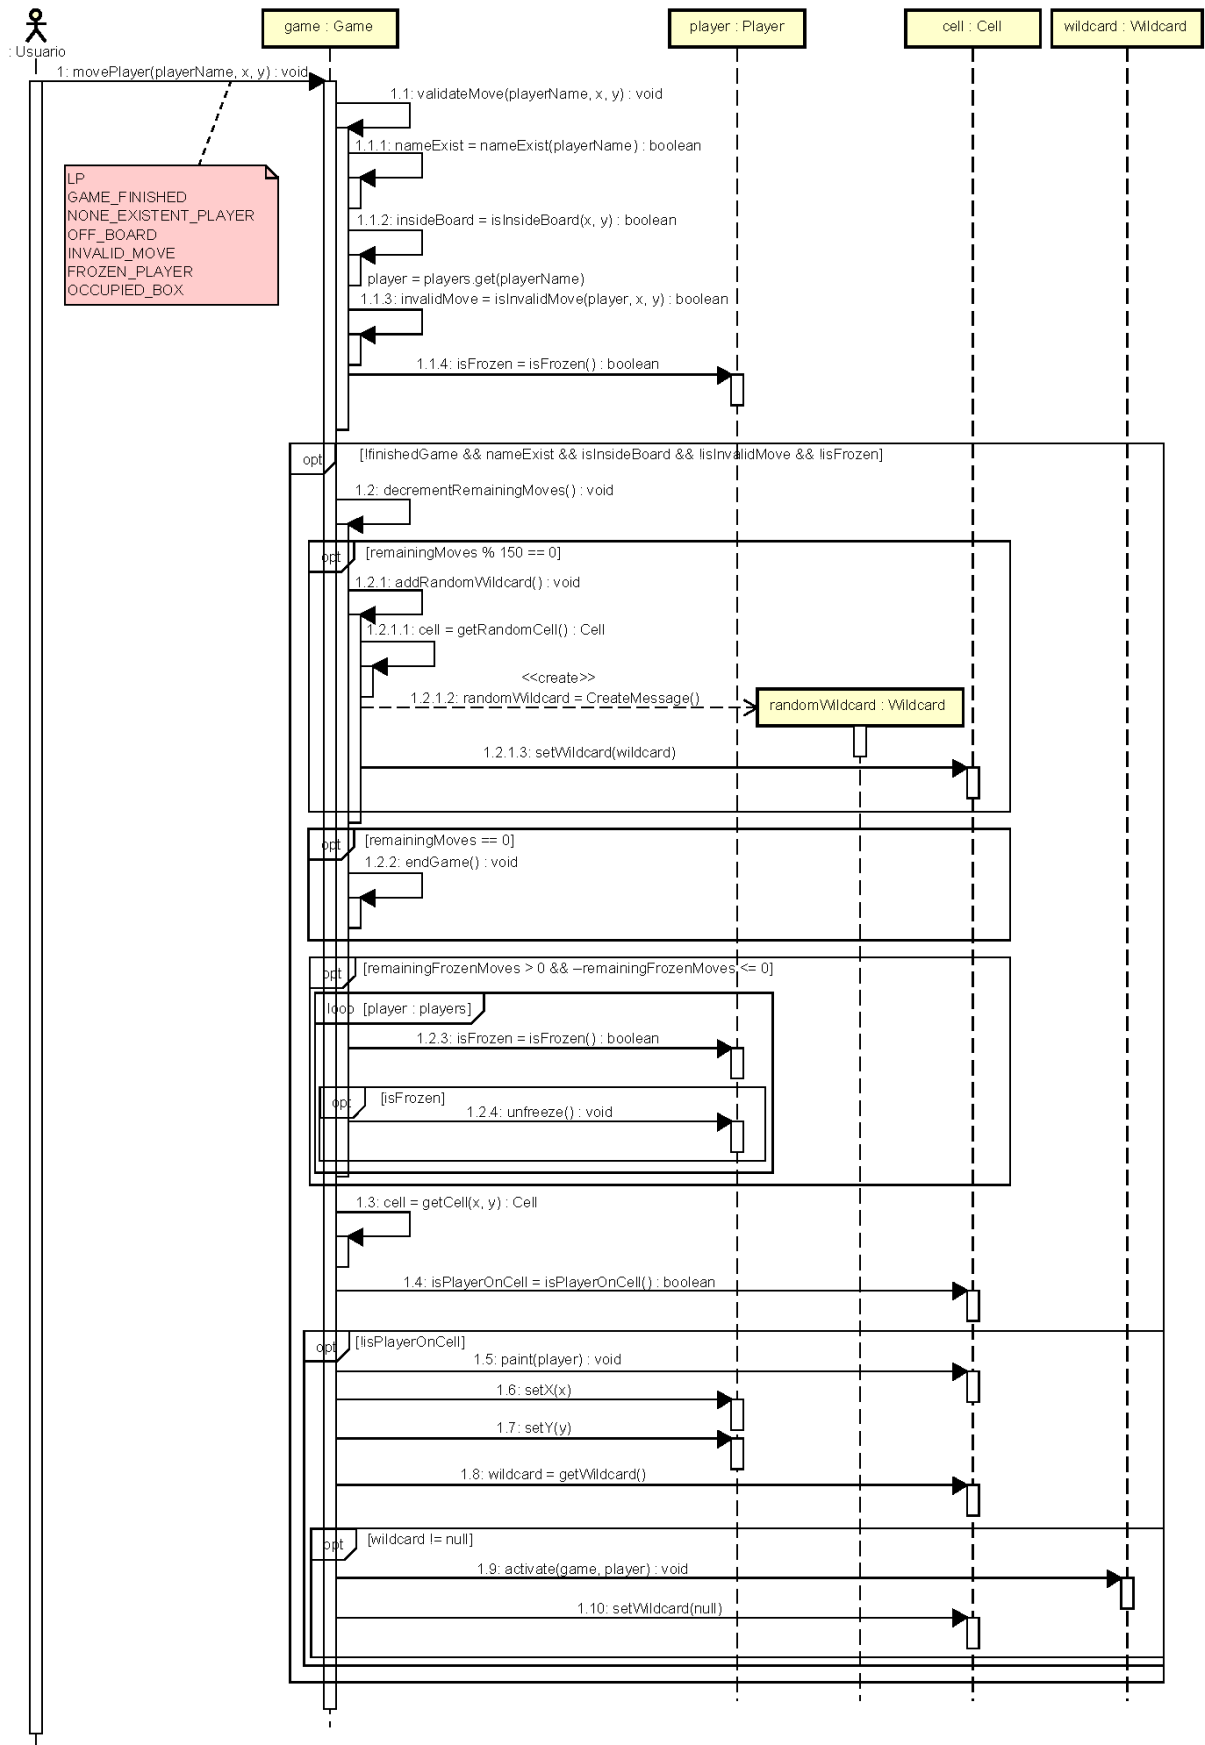 game : Game
player : Player
cell : Cell
wildcard : Wildcard
: Usuario
1: movePlayer(playerName, x, y) : void
1.1: validateMove(playerName, x, y) : void
1.1.1: nameExist = nameExist(playerName) : boolean
LP
GAME_FINISHED
NONE_EXISTENT_PLAYER
OFF_BOARD
INVALID_MOVE
FROZEN_PLAYER
OCCUPIED_BOX
1.1.2: insideBoard = isInsideBoard(x, y) : boolean
player = players.get(playerName)
1.1.3: invalidMove = isInvalidMove(player, x, y) : boolean
1.1.4: isFrozen = isFrozen() : boolean
opt [!finishedGame && nameExist && isInsideBoard && !isInvalidMove && !isFrozen]
1.2: decrementRemainingMoves() : void
opt [remainingMoves % 150 == 0]
1.2.1: addRandomWildcard() : void
1.2.1.1: cell = getRandomCell() : Cell
<<create>>
1.2.1.2: randomWildcard = CreateMessage()
randomWildcard : Wildcard
1.2.1.3: setWildcard(wildcard)
opt [remainingMoves == 0]
1.2.2: endGame() : void
opt [remainingFrozenMoves > 0 && --remainingFrozenMoves <= 0]
loop [player : players]
1.2.3: isFrozen = isFrozen() : boolean
opt [isFrozen]
1.2.4: unfreeze() : void
1.3: cell = getCell(x, y) : Cell
1.4: isPlayerOnCell = isPlayerOnCell() : boolean
opt [!isPlayerOnCell]
1.5: paint(player) : void
1.6: setX(x)
1.7: setY(y)
1.8: wildcard = getWildcard()
opt [wildcard != null]
1.9: activate(game, player) : void
1.10: setWildcard(null)